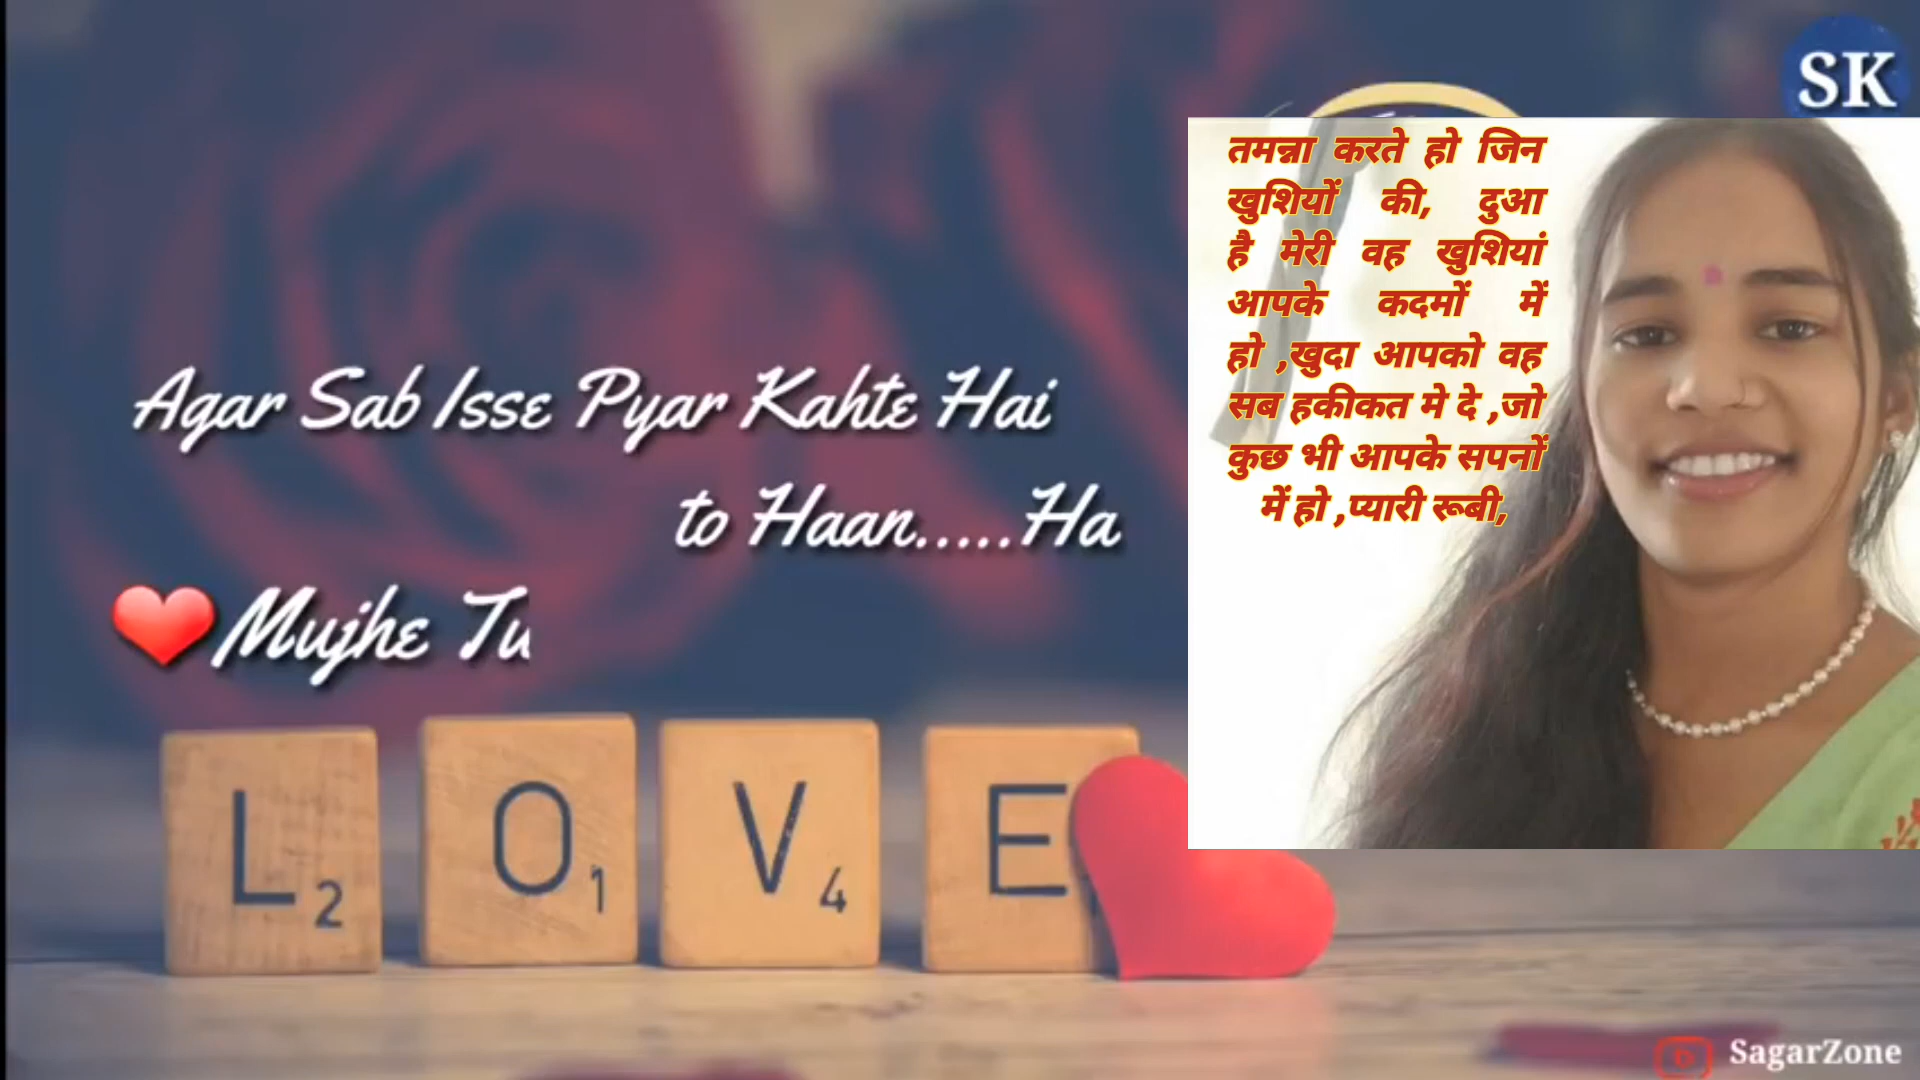 SK
तमन्ना करते हो जिन
खुशियों की, दुआ
है मेरी वह खुशियां
आपके कदमों में
हो ,खुदा आपको वह
सब हकीकत मे दे ,जो
कुछ भी आपके सपनों
में हो ,प्यारी रूबी,
Agar Sab Isse Pyar Kahte Hai
to Haan.....Ha
Mujhe Tu
L2 O1 V4 E
SagarZone